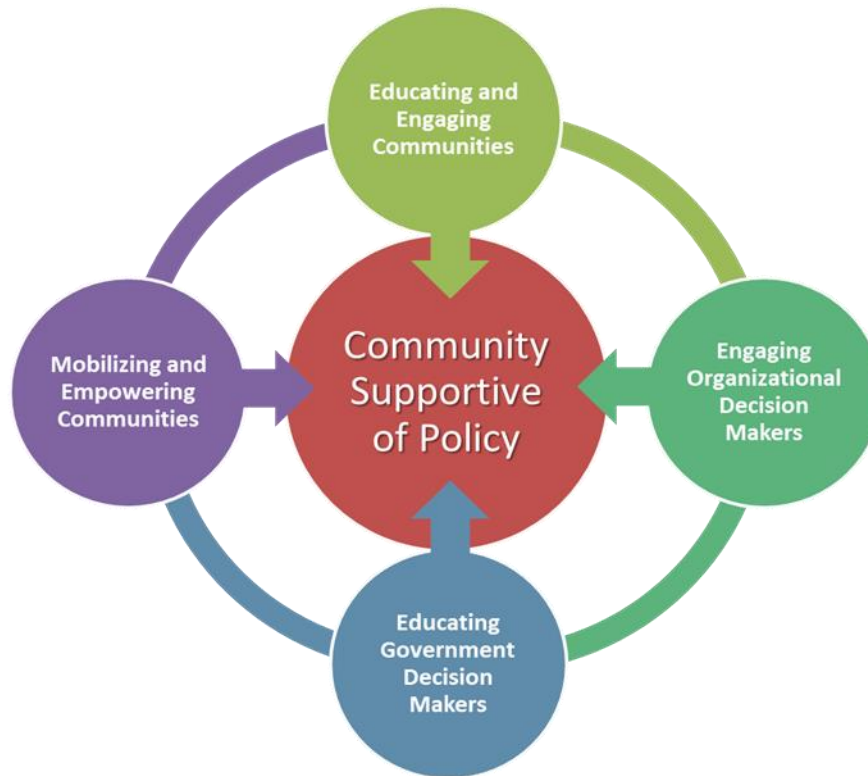 Educating and
Engaging
Communities
Mobilizing and
Empowering
Communities
Community
Supportive
of Policy
Engaging
Organizational
Decision
Makers
Educating
Government
Decision
Makers